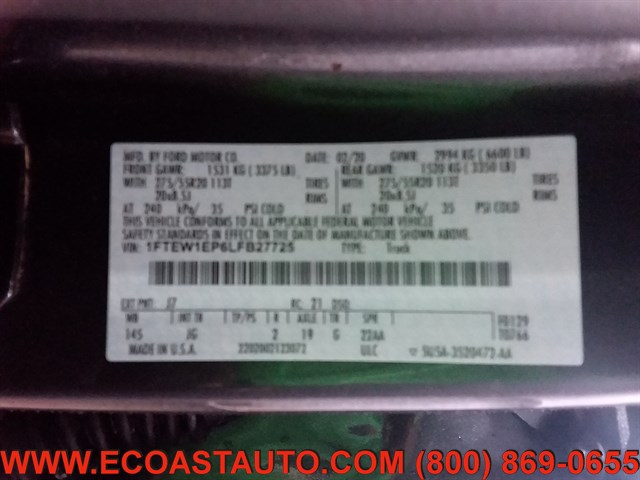 MFD. BY FORD MOTOR CO. DATE: 02/20 GVWR: 2994 KG ( 6600 LB)
FRONT GAWR: 1531 KG ( 3375 LB) REAR GAWR: 1520 KG ( 3350 LB)
WITH 275/55R20 113T TIRES WITH 275/55R20 113T TIRES
20x8.5J RIMS 20x8.5J RIMS
AT 240 kPa/ 35 PSI COLD AT 240 kPa/ 35 PSI COLD
THIS VEHICLE CONFORMS TO ALL APPLICABLE FEDERAL MOTOR VEHICLE
SAFETY STANDARDS IN EFFECT ON THE DATE OF MANUFACTURE SHOWN ABOVE.
VIN: 1FTEW1EP6LFB27725 TYPE: Truck
EXT PNT: J7 RC: 21 DSO:
WB INT TR TP/PS R AXLE TR SPR FB129
145 JG 2 19 G 22AA T0766
MADE IN U.S.A. ULC
WWW.ECOASTAUTO.COM (800) 869-0655